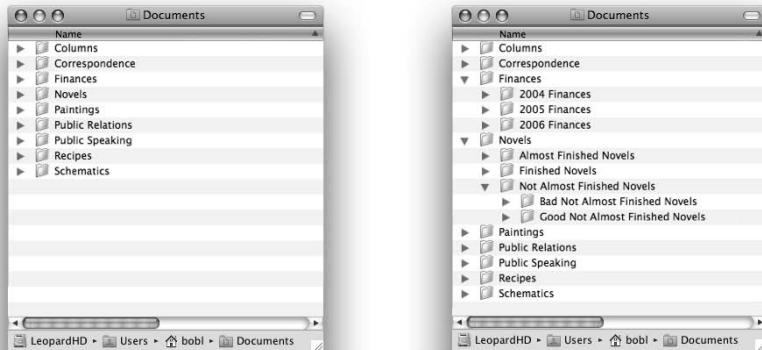 Documents
Name
Columns
Correspondence
Finances
Novels
Paintings
Public Relations
Public Speaking
Recipes
Schematics
LeopardHD ▸ Users ▸ bobl ▸ Documents
Documents
Name
Columns
Correspondence
Finances
2004 Finances
2005 Finances
2006 Finances
Novels
Almost Finished Novels
Finished Novels
Not Almost Finished Novels
Bad Not Almost Finished Novels
Good Not Almost Finished Novels
Paintings
Public Relations
Public Speaking
Recipes
Schematics
LeopardHD ▸ Users ▸ bobl ▸ Documents